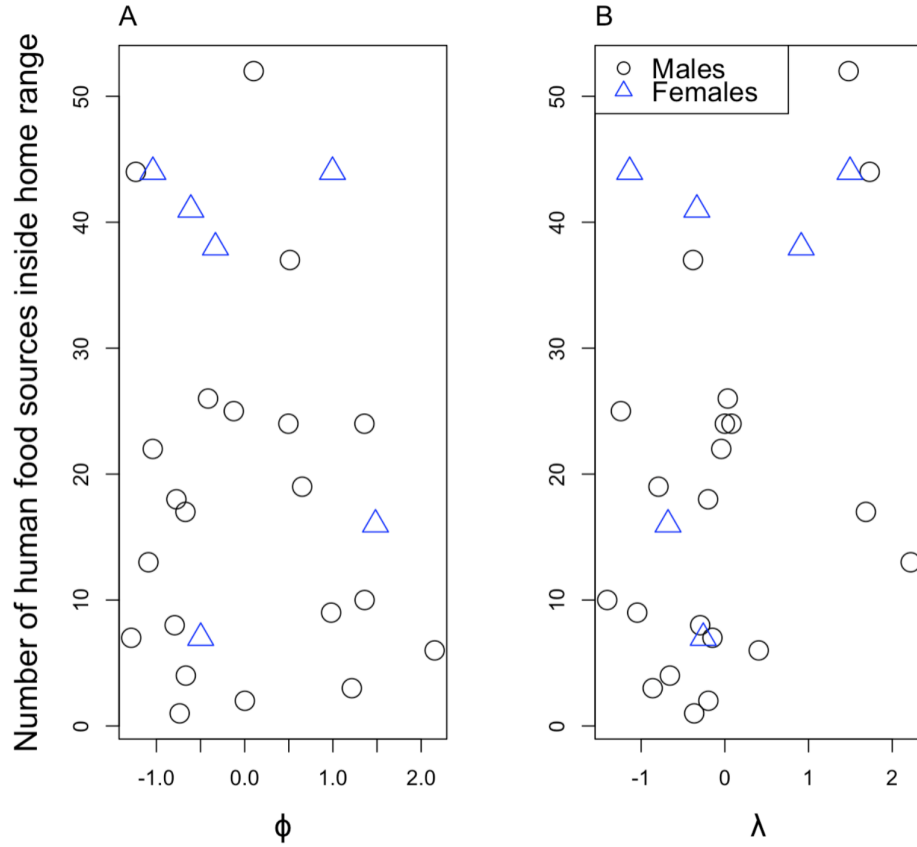 A
B
Number of human food sources inside home range
50
40
30
20
10
0
-1.0 0.0 1.0 2.0
ϕ
Males
Females
50
40
30
20
10
0
-1 0 1 2
λ